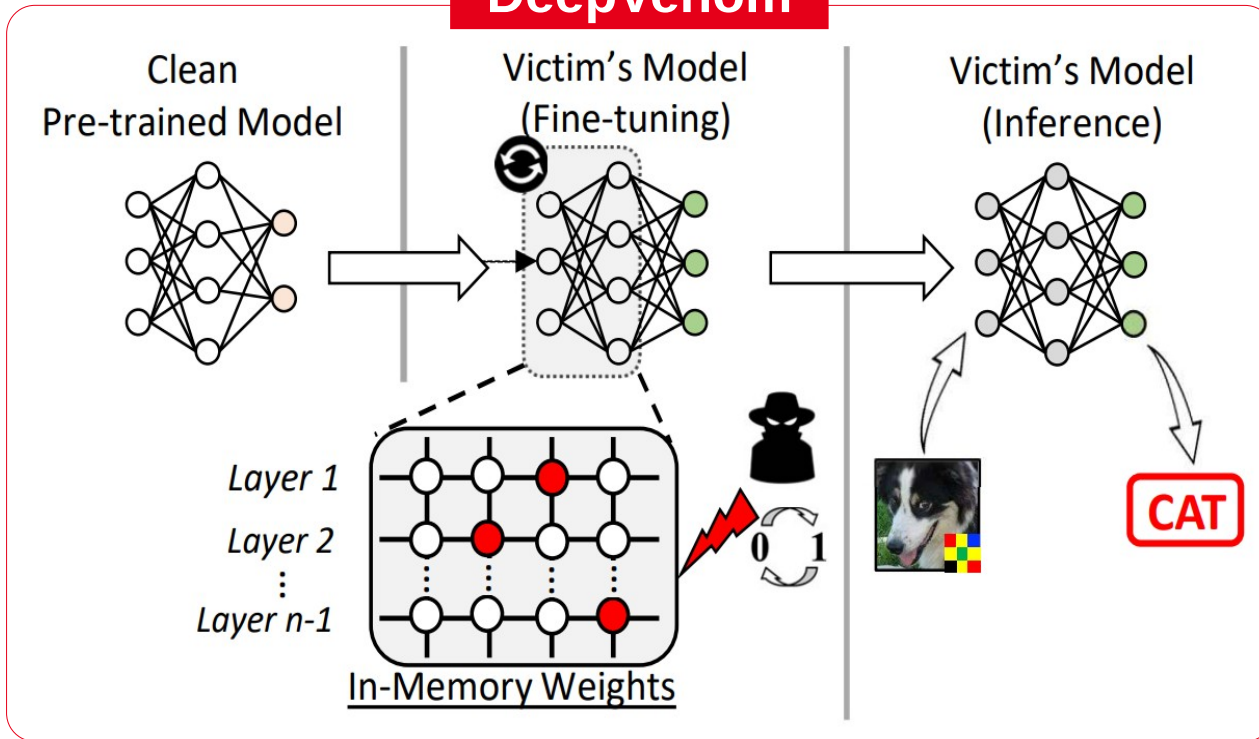 DeepVenom
Clean
Pre-trained Model
Victim's Model
(Fine-tuning)
Victim's Model
(Inference)
Layer 1
Layer 2
Layer n-1
0 1
In-Memory Weights
CAT